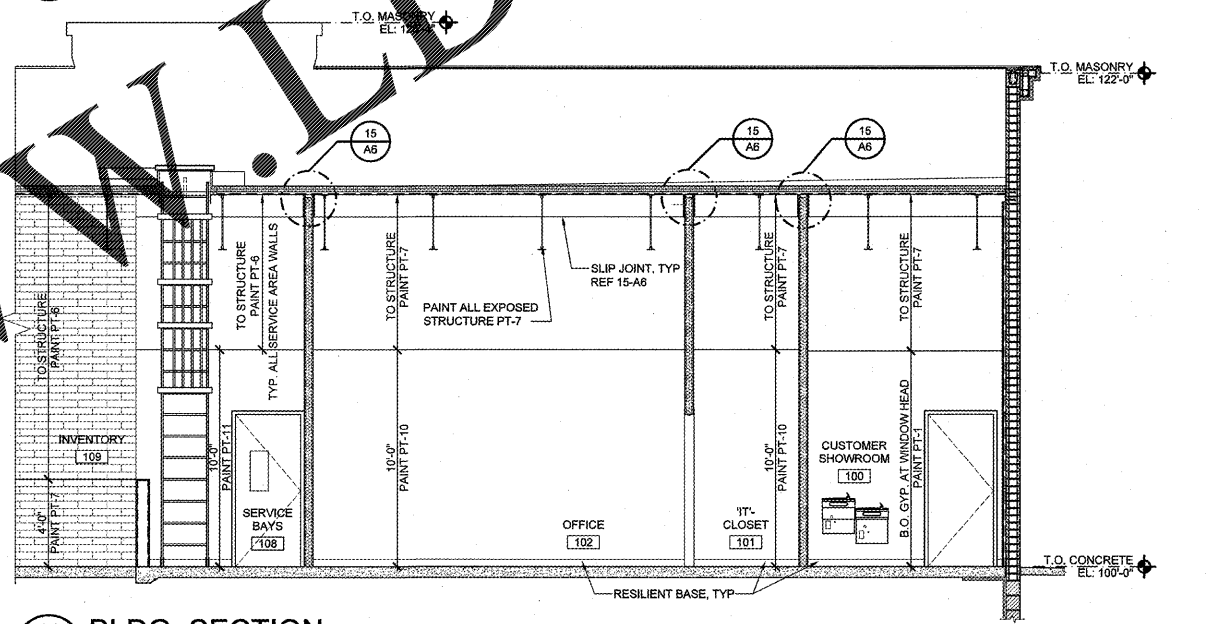 T.O. MASONRY
T.O. MASONRY
EL: 122'-0"
15
A6
15
A6
15
A6
TO STRUCTURE
PAINT PT-6
TO STRUCTURE
PAINT PT-6
TYP. ALL SERVICE AREA WALLS
TO STRUCTURE
PAINT PT-7
SLIP JOINT, TYP
REF 15-A6
PAINT ALL EXPOSED
STRUCTURE PT-7
TO STRUCTURE
PAINT PT-7
TO STRUCTURE
PAINT PT-7
INVENTORY
109
4'-0"
PAINT PT-7
10'-0"
PAINT PT-11
SERVICE
BAYS
108
10'-0"
PAINT PT-10
OFFICE
102
'IT'-
CLOSET
101
10'-0"
PAINT PT-10
CUSTOMER
SHOWROOM
100
B.O. GYP. AT WINDOW HEAD
PAINT PT-1
T.O. CONCRETE
EL: 100'-0"
RESILIENT BASE, TYP
BLDG. SECTION
W.